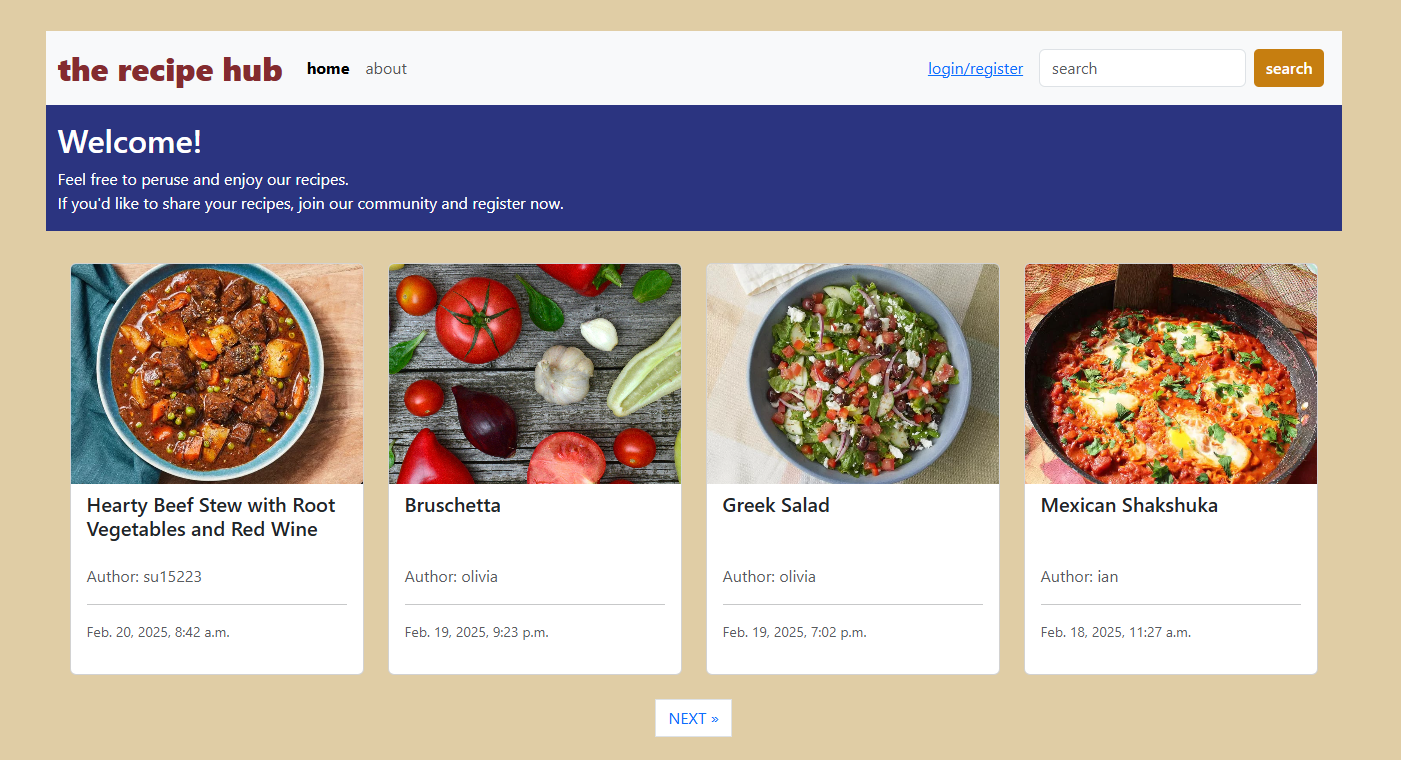 the recipe hub home about login/register search search
Welcome!
Feel free to peruse and enjoy our recipes.
If you'd like to share your recipes, join our community and register now.
Hearty Beef Stew with Root
Vegetables and Red Wine
Author: su15223
Feb. 20, 2025, 8:42 a.m.
Bruschetta
Author: olivia
Feb. 19, 2025, 9:23 p.m.
Greek Salad
Author: olivia
Feb. 19, 2025, 7:02 p.m.
Mexican Shakshuka
Author: ian
Feb. 18, 2025, 11:27 a.m.
NEXT »